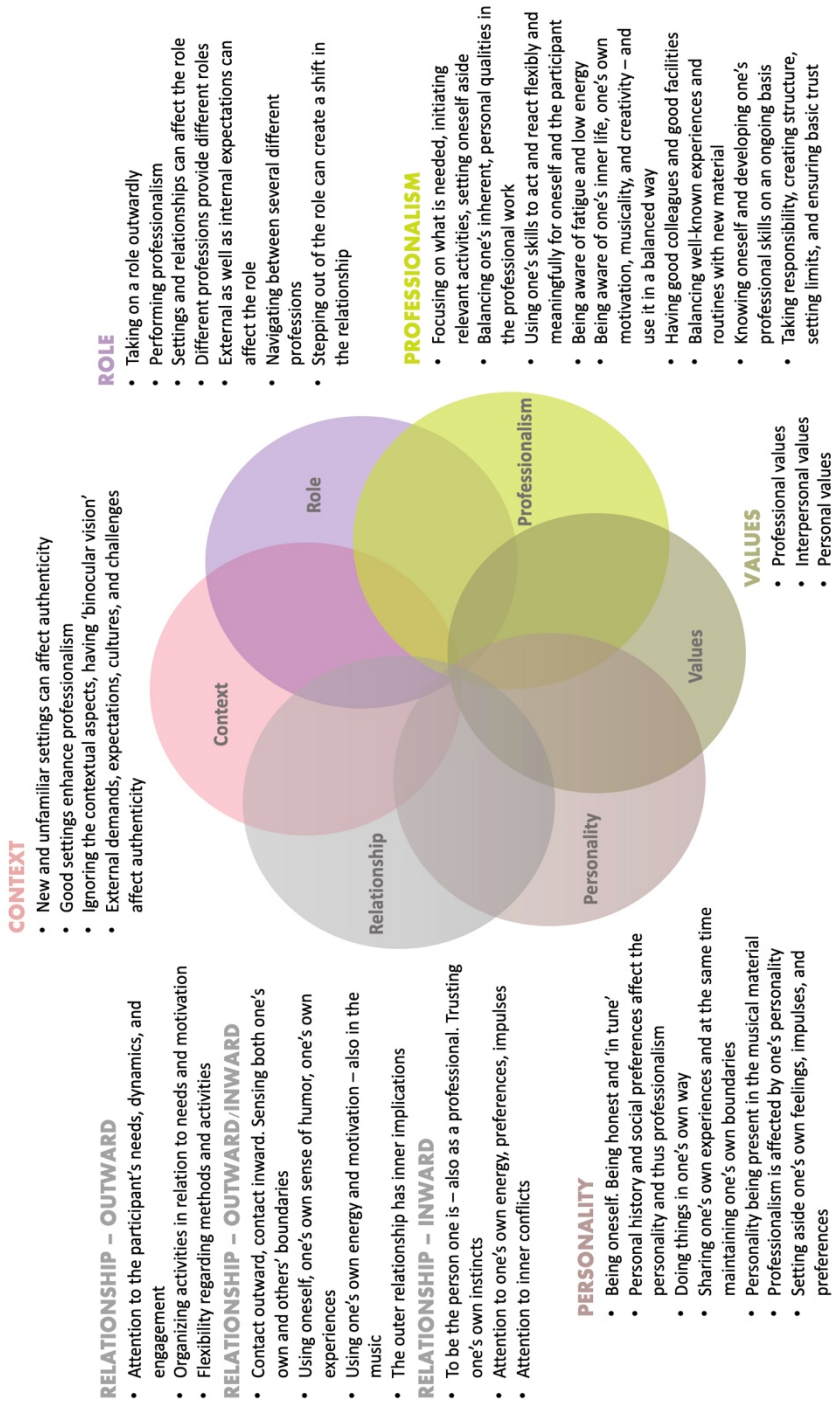 CONTEXT
• New and unfamiliar settings can affect authenticity
• Good settings enhance professionalism
• Ignoring the contextual aspects, having ‘binocular vision’
• External demands, expectations, cultures, and challenges
affect authenticity
ROLE
• Taking on a role outwardly
• Performing professionalism
• Settings and relationships can affect the role
• Different professions provide different roles
• External as well as internal expectations can
affect the role
• Navigating between several different
professions
• Stepping out of the role can create a shift in
the relationship
PROFESSIONALISM
• Focusing on what is needed, initiating
relevant activities, setting oneself aside
• Balancing one’s inherent, personal qualities in
the professional work
• Using one’s skills to act and react flexibly and
meaningfully for oneself and the participant
• Being aware of fatigue and low energy
• Being aware of one’s inner life, one’s own
motivation, musicality, and creativity – and
use it in a balanced way
• Having good colleagues and good facilities
• Balancing well-known experiences and
routines with new material
• Knowing oneself and developing one’s
professional skills on an ongoing basis
• Taking responsibility, creating structure,
setting limits, and ensuring basic trust
VALUES
• Professional values
• Interpersonal values
• Personal values
RELATIONSHIP – OUTWARD
• Attention to the participant’s needs, dynamics, and
engagement
• Organizing activities in relation to needs and motivation
• Flexibility regarding methods and activities
RELATIONSHIP – OUTWARD/INWARD
• Contact outward, contact inward. Sensing both one’s
own and others’ boundaries
• Using oneself, one’s own sense of humor, one’s own
experiences
• Using one’s own energy and motivation – also in the
music
• The outer relationship has inner implications
RELATIONSHIP – INWARD
• To be the person one is – also as a professional. Trusting
one’s own instincts
• Attention to one’s own energy, preferences, impulses
• Attention to inner conflicts
PERSONALITY
• Being oneself. Being honest and ‘in tune’
• Personal history and social preferences affect the
personality and thus professionalism
• Doing things in one’s own way
• Sharing one’s own experiences and at the same time
maintaining one’s own boundaries
• Personality being present in the musical material
• Professionalism is affected by one’s personality
• Setting aside one’s own feelings, impulses, and
preferences
Context
Role
Professionalism
Values
Personality
Relationship